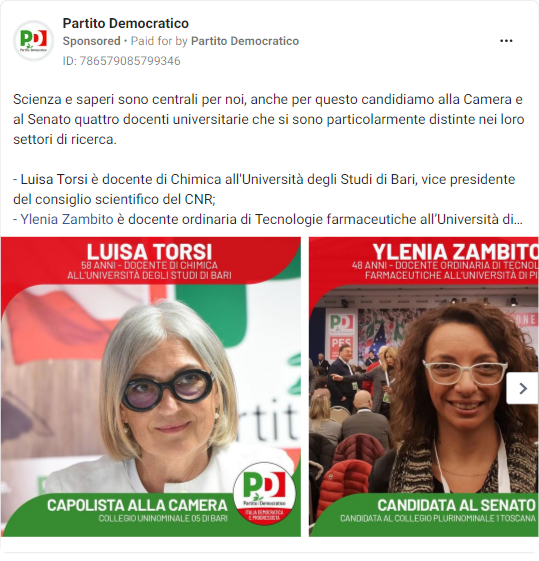 Partito Democratico
Sponsored • Paid for by Partito Democratico
ID: 786579085799346
Scienza e saperi sono centrali per noi, anche per questo candidiamo alla Camera e
al Senato quattro docenti universitarie che si sono particolarmente distinte nei loro
settori di ricerca.
- Luisa Torsi è docente di Chimica all'Università degli Studi di Bari, vice presidente
del consiglio scientifico del CNR;
- Ylenia Zambito è docente ordinaria di Tecnologie farmaceutiche all'Università di...
LUISA TORSI
58 ANNI - DOCENTE DI CHIMICA
ALL'UNIVERSITÀ DEGLI STUDI DI BARI
CAPOLISTA ALLA CAMERA
COLLEGIO UNINOMINALE 05 DI BARI
PD
Partito Democratico
ITALIA DEMOCRATICA
E PROGRESSISTA
YLENIA ZAMBITO
48 ANNI - DOCENTE ORDINARIA DI TECNOL
FARMACEUTICHE ALL'UNIVERSITÀ DI PI
PD
PES
CANDIDATA AL SENATO
CANDIDATA AL COLLEGIO PLURINOMINALE 1 TOSCANA